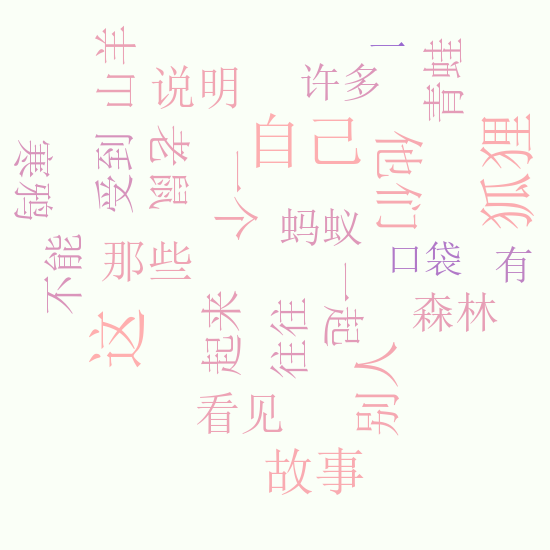 一
山羊
青蛙
说明
许多
自己
狐狸
他们
受到
老鼠
寒鸦
一个
蚂蚁
不能
那些
口袋
有
森林
一起
起来
往往
这
别人
看见
故事